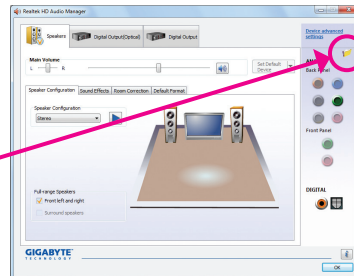 Realtek HD Audio Manager
Speakers
Digital Output(Optical)
Digital Output
Device advanced
settings
Main Volume
L
R
Set Default
Device
Back Panel
Speaker Configuration
Sound Effects
Room Correction
Default Format
Speaker Configuration
Stereo
Front Panel
Full-range Speakers
Front left and right
Surround speakers
DIGITAL
GIGABYTE
TECHNOLOGY
OK